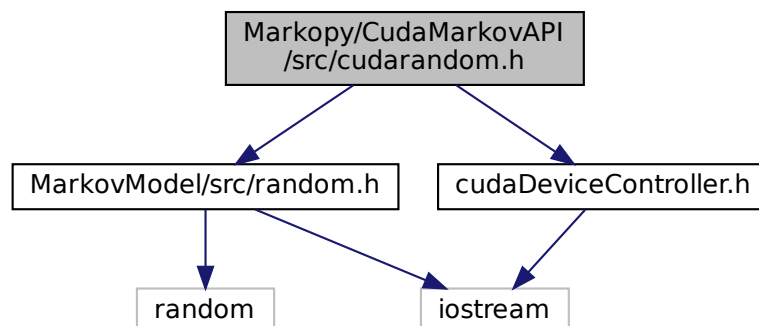 Markopy/CudaMarkovAPI
/src/cudarandom.h
MarkovModel/src/random.h
cudaDeviceController.h
random
iostream